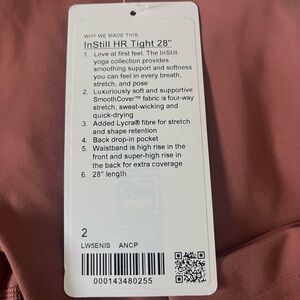 WHY WE MADE THIS
InStill HR Tight 28"
1. Love at first feel. The InStill
yoga collection provides
smoothing support and softness
you can feel in every breath,
stretch, and pose
2. Luxuriously soft and supportive
SmoothCover™ fabric is four-way
stretch, sweat-wicking and
quick-drying
3. Added Lycra® fibre for stretch
and shape retention
4. Back drop-in pocket
5. Waistband is high rise in the
front and super-high rise in
the back for extra coverage
6. 28" length
2
LW5ENIS ANCP
000143480255